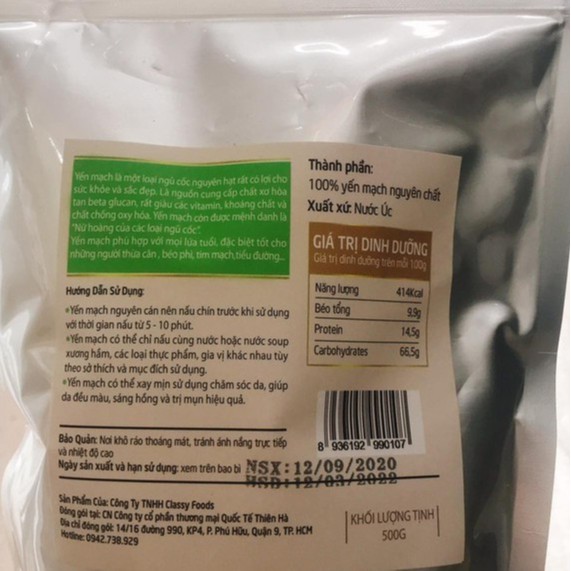 Yến mạch là một loại ngũ cốc nguyên hạt rất có lợi cho
sức khỏe và sắc đẹp. Là nguồn cung cấp chất xơ hòa
tan beta glucan, rất giàu các vitamin, khoáng chất và
chất chống oxy hóa. Yến mạch còn được mệnh danh là
"Nữ hoàng của các loại ngũ cốc".
Yến mạch phù hợp với mọi lứa tuổi, đặc biệt tốt cho
những người thừa cân , béo phì, tim mạch,tiểu đường...
Thành phần:
100% yến mạch nguyên chất
Xuất xứ: Nước Úc
GIÁ TRỊ DINH DƯỠNG
Giá trị dinh dưỡng trên mỗi 100g
Năng lượng 414Kcal
Béo tổng 9,9g
Protein 14,5g
Carbohydrates 66,5g
Hướng Dẫn Sử Dụng:
*Yến mạch nguyên cán nên nấu chín trước khi sử dụng
với thời gian nấu từ 5 - 10 phút.
*Yến mạch có thể chỉ nấu cùng nước hoặc nước soup
xương hầm, các loại thực phẩm, gia vị khác nhau tùy
theo sở thích và mục đích sử dụng.
*Yến mạch có thể xay mịn sử dụng chăm sóc da, giúp
da đều màu, sáng hồng và trị mụn hiệu quả.
8 936192 990107
Bảo Quản: Nơi khô ráo thoáng mát, tránh ánh nắng trực tiếp
và nhiệt độ cao
Ngày sản xuất và hạn sử dụng: xem trên bao bì NSX:12/09/2020
HSD:12/03/2022
Sản Phẩm Của: Công Ty TNHH Classy Foods
Đóng gói tại: CN Công ty cổ phần thương mại Quốc Tế Thiên Hà
Địa chỉ đóng gói: 14/16 đường 990, KP4, P. Phú Hữu, Quận 9, TP. HCM
Hotline: 0942.738.929
KHỐI LƯỢNG TỊNH
500G